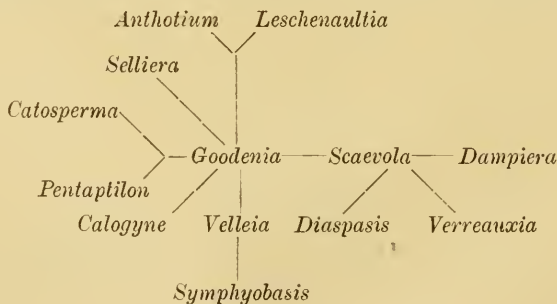 Anthotium Leschenaultia
Selliera
Catosperma
Goodenia Scaevola Dampiera
Pentaptilon
Calogyne Velleia Diaspasis Verreauxia
Symphyobasis